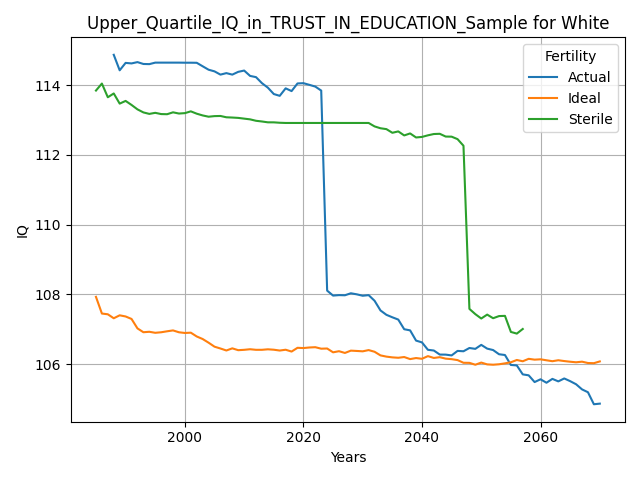 Upper_Quartile_IQ_in_TRUST_IN_EDUCATION_Sample for White
Fertility
Actual
Ideal
Sterile
114
112
110
108
106
IQ
2000
2020
2040
2060
Years